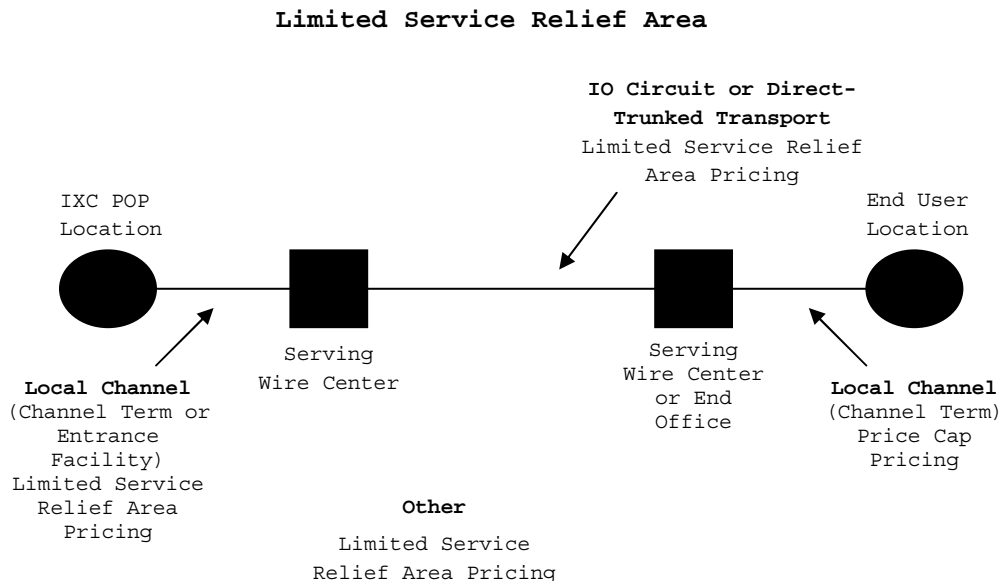 Limited Service Relief Area
IO Circuit or Direct-
Trunked Transport
Limited Service Relief
Area Pricing
IXC POP
Location
End User
Location
Serving
Wire Center
Serving
Wire Center
or End
Office
Local Channel
(Channel Term or
Entrance
Facility)
Limited Service
Relief Area
Pricing
Local Channel
(Channel Term)
Price Cap
Pricing
Other
Limited Service
Relief Area Pricing